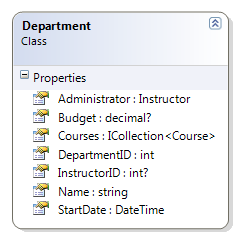 Department
Class
Properties
Administrator : Instructor
Budget : decimal?
Courses : ICollection<Course>
DepartmentID : int
InstructorID : int?
Name : string
StartDate : DateTime